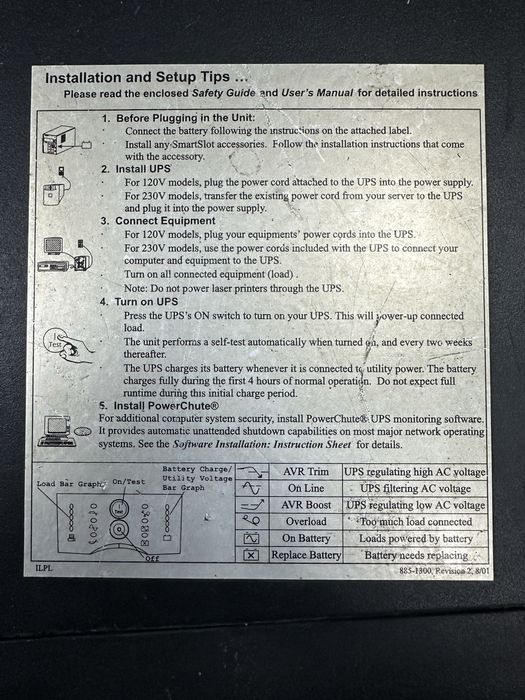 Installation and Setup Tips ...
Please read the enclosed Safety Guide and User's Manual for detailed instructions
1. Before Plugging in the Unit:
Connect the battery following the instructions on the attached label.
Install any SmartSlot accessories. Follow the installation instructions that come
with the accessory.
2. Install UPS
For 120V models, plug the power cord attached to the UPS into the power supply.
For 230V models, transfer the existing power cord from your server to the UPS
and plug it into the power supply.
3. Connect Equipment
For 120V models, plug your equipments' power cords into the UPS.
For 230V models, use the power cords included with the UPS to connect your
computer and equipment to the UPS.
Turn on all connected equipment (load).
Note: Do not power laser printers through the UPS.
4. Turn on UPS
Press the UPS's ON switch to turn on your UPS. This will power-up connected
load.
Test
The unit performs a self-test automatically when turned on, and every two weeks
thereafter.
The UPS charges its battery whenever it is connected to utility power. The battery
charges fully during the first 4 hours of normal operation. Do not expect full
runtime during this initial charge period.
5. Install PowerChute®
For additional computer system security, install PowerChute® UPS monitoring software.
It provides automatic unattended shutdown capabilities on most major network operating
systems. See the Software Installation: Instruction Sheet for details.
Load Bar Graph
On/Test
Battery Charge/
Utility Voltage
Bar Graph
Test
Off
AVR Trim UPS regulating high AC voltage
On Line UPS filtering AC voltage
AVR Boost UPS regulating low AC voltage
Overload Too much load connected
On Battery Loads powered by battery
Replace Battery Battery needs replacing
ILPL
885-1300, Revision 2, 8/01